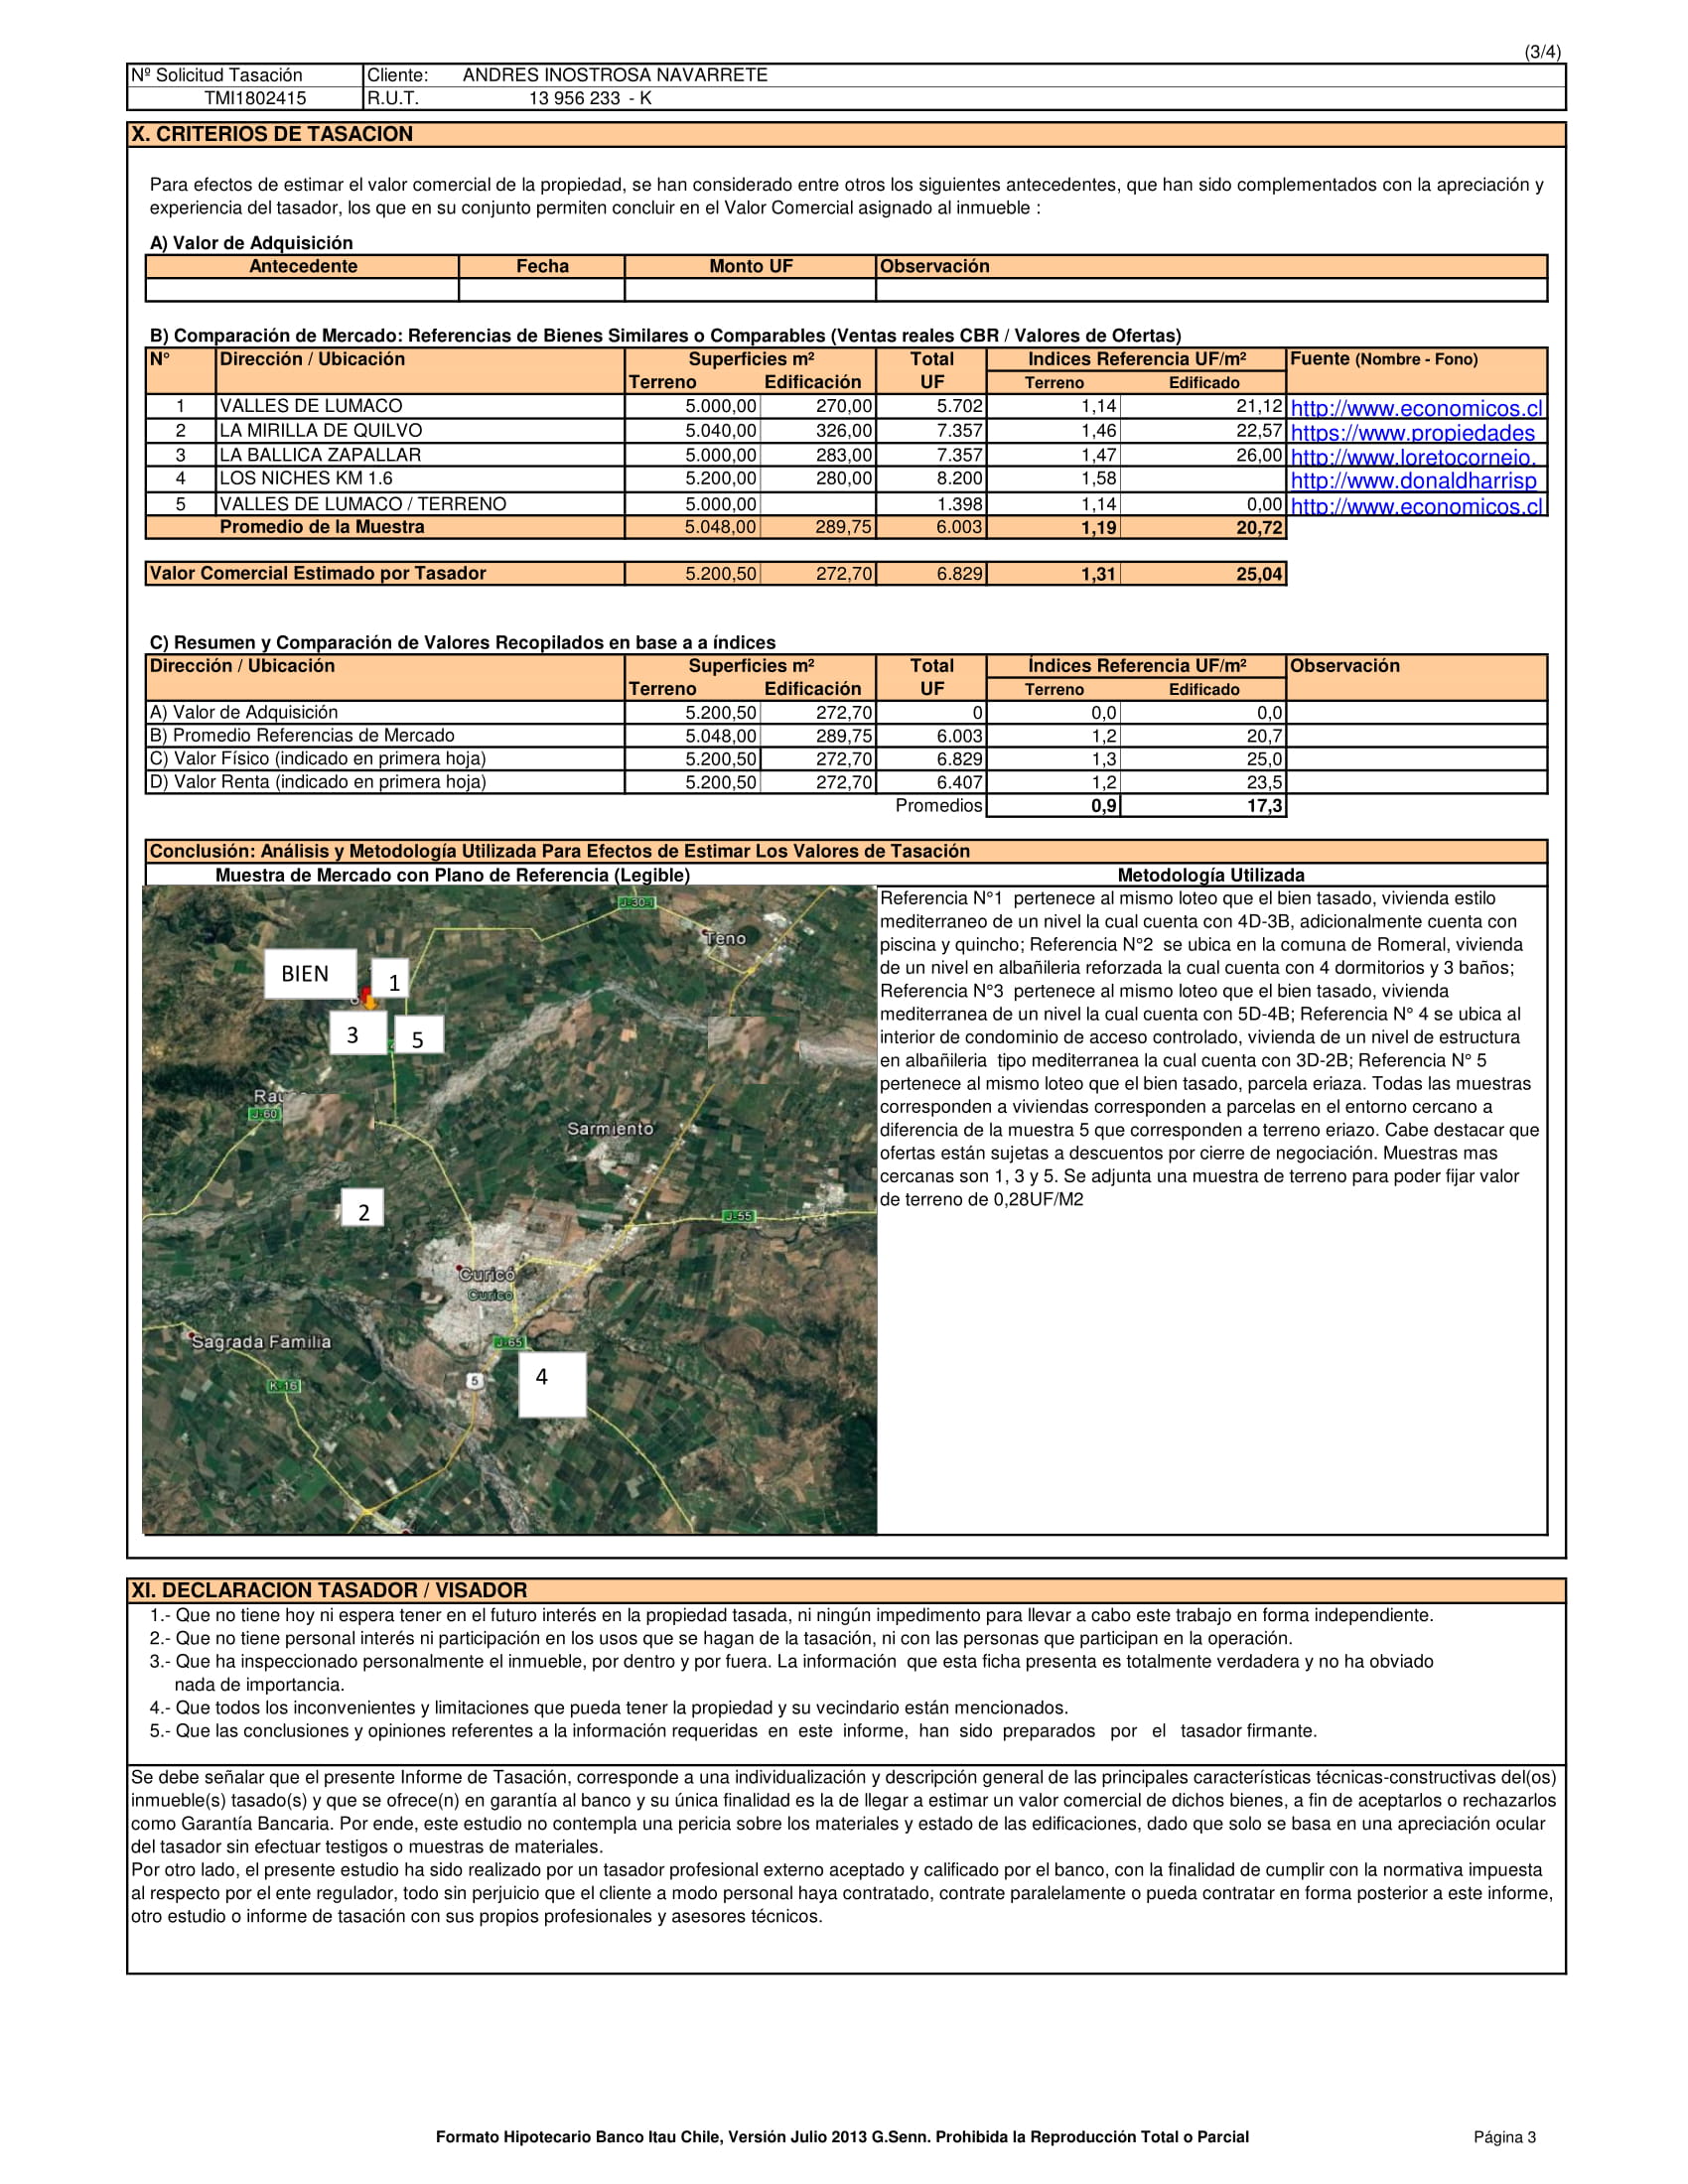 (3/4)
Nº Solicitud Tasación Cliente: ANDRES INOSTROSA NAVARRETE
TMI1802415 R.U.T. 13 956 233 - K
X. CRITERIOS DE TASACION
Para efectos de estimar el valor comercial de la propiedad, se han considerado entre otros los siguientes antecedentes, que han sido complementados con la apreciación y
experiencia del tasador, los que en su conjunto permiten concluir en el Valor Comercial asignado al inmueble :
A) Valor de Adquisición
Antecedente Fecha Monto UF Observación
B) Comparación de Mercado: Referencias de Bienes Similares o Comparables (Ventas reales CBR / Valores de Ofertas)
N° Dirección / Ubicación Superficies m² Total Indices Referencia UF/m² Fuente (Nombre - Fono)
Terreno Edificación UF Terreno Edificado
1 VALLES DE LUMACO 5.000,00 270,00 5.702 1,14 21,12 http://www.economicos.cl
2 LA MIRILLA DE QUILVO 5.040,00 326,00 7.357 1,46 22,57 https://www.propiedades
3 LA BALLICA ZAPALLAR 5.000,00 283,00 7.357 1,47 26,00 http://www.loretocornejo.
4 LOS NICHES KM 1.6 5.200,00 280,00 8.200 1,58 http://www.donaldharrisp
5 VALLES DE LUMACO / TERRENO 5.000,00 1.398 1,14 0,00 http://www.economicos.cl
Promedio de la Muestra 5.048,00 289,75 6.003 1,19 20,72
Valor Comercial Estimado por Tasador 5.200,50 272,70 6.829 1,31 25,04
C) Resumen y Comparación de Valores Recopilados en base a a índices
Dirección / Ubicación Superficies m² Total Índices Referencia UF/m² Observación
Terreno Edificación UF Terreno Edificado
A) Valor de Adquisición 5.200,50 272,70 0 0,0 0,0
B) Promedio Referencias de Mercado 5.048,00 289,75 6.003 1,2 20,7
C) Valor Físico (indicado en primera hoja) 5.200,50 272,70 6.829 1,3 25,0
D) Valor Renta (indicado en primera hoja) 5.200,50 272,70 6.407 1,2 23,5
Promedios 0,9 17,3
Conclusión: Análisis y Metodología Utilizada Para Efectos de Estimar Los Valores de Tasación
Muestra de Mercado con Plano de Referencia (Legible) Metodología Utilizada
J-30-I
Teno
BIEN
1
3
5
J-60
Sarmiento
2
J-55
Curicó
Curicó
Sagrada Familia
J-65
4
5
K-16
Referencia N°1 pertenece al mismo loteo que el bien tasado, vivienda estilo
mediterraneo de un nivel la cual cuenta con 4D-3B, adicionalmente cuenta con
piscina y quincho; Referencia N°2 se ubica en la comuna de Romeral, vivienda
de un nivel en albañileria reforzada la cual cuenta con 4 dormitorios y 3 baños;
Referencia N°3 pertenece al mismo loteo que el bien tasado, vivienda
mediterranea de un nivel la cual cuenta con 5D-4B; Referencia N° 4 se ubica al
interior de condominio de acceso controlado, vivienda de un nivel de estructura
en albañileria tipo mediterranea la cual cuenta con 3D-2B; Referencia N° 5
pertenece al mismo loteo que el bien tasado, parcela eriaza. Todas las muestras
corresponden a viviendas corresponden a parcelas en el entorno cercano a
diferencia de la muestra 5 que corresponden a terreno eriazo. Cabe destacar que
ofertas están sujetas a descuentos por cierre de negociación. Muestras mas
cercanas son 1, 3 y 5. Se adjunta una muestra de terreno para poder fijar valor
de terreno de 0,28UF/M2
XI. DECLARACION TASADOR / VISADOR
1.- Que no tiene hoy ni espera tener en el futuro interés en la propiedad tasada, ni ningún impedimento para llevar a cabo este trabajo en forma independiente.
2.- Que no tiene personal interés ni participación en los usos que se hagan de la tasación, ni con las personas que participan en la operación.
3.- Que ha inspeccionado personalmente el inmueble, por dentro y por fuera. La información que esta ficha presenta es totalmente verdadera y no ha obviado
nada de importancia.
4.- Que todos los inconvenientes y limitaciones que pueda tener la propiedad y su vecindario están mencionados.
5.- Que las conclusiones y opiniones referentes a la información requeridas en este informe, han sido preparados por el tasador firmante.
Se debe señalar que el presente Informe de Tasación, corresponde a una individualización y descripción general de las principales características técnicas-constructivas del(os)
inmueble(s) tasado(s) y que se ofrece(n) en garantía al banco y su única finalidad es la de llegar a estimar un valor comercial de dichos bienes, a fin de aceptarlos o rechazarlos
como Garantía Bancaria. Por ende, este estudio no contempla una pericia sobre los materiales y estado de las edificaciones, dado que solo se basa en una apreciación ocular
del tasador sin efectuar testigos o muestras de materiales.
Por otro lado, el presente estudio ha sido realizado por un tasador profesional externo aceptado y calificado por el banco, con la finalidad de cumplir con la normativa impuesta
al respecto por el ente regulador, todo sin perjuicio que el cliente a modo personal haya contratado, contrate paralelamente o pueda contratar en forma posterior a este informe,
otro estudio o informe de tasación con sus propios profesionales y asesores técnicos.
Formato Hipotecario Banco Itau Chile, Versión Julio 2013 G.Senn. Prohibida la Reproducción Total o Parcial Página 3